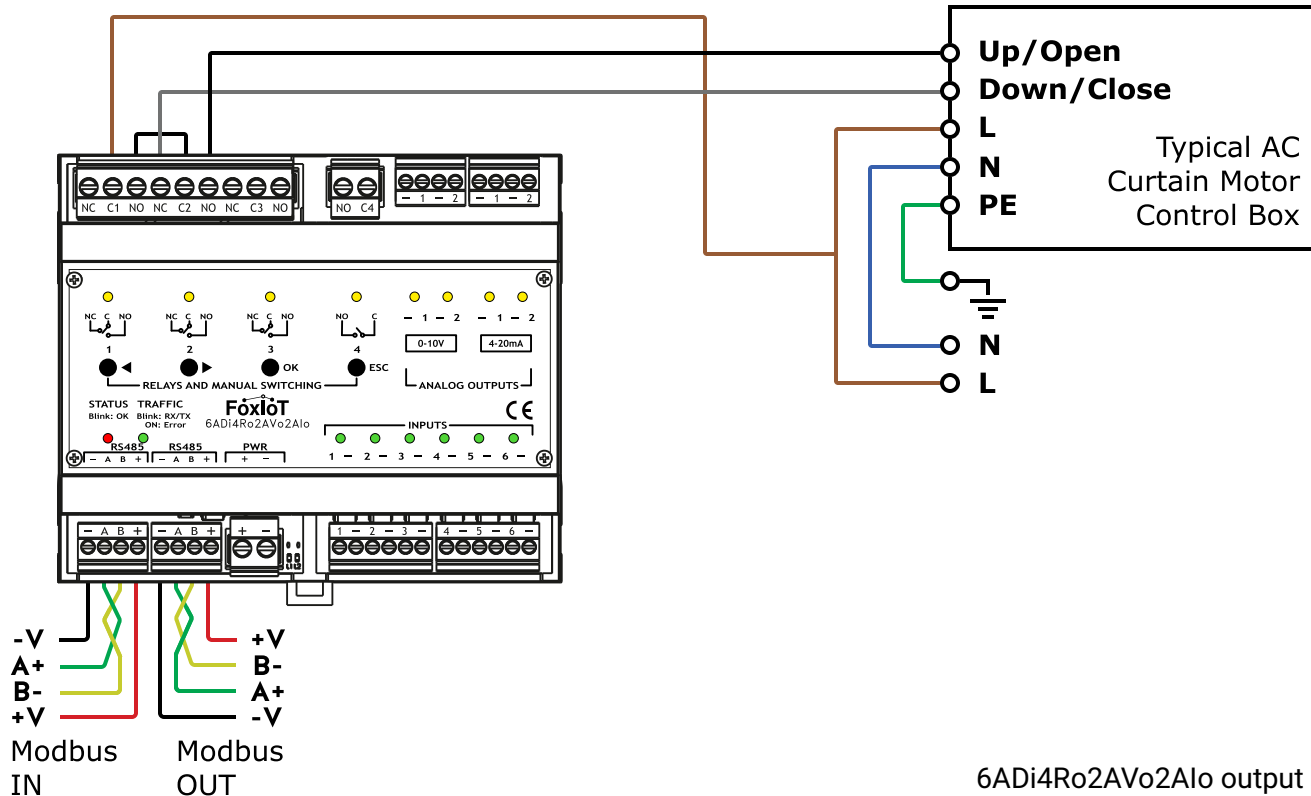 Up/Open
Down/Close
L
N
PE
Typical AC
Curtain Motor
Control Box
N
L
NC C1 NO NC C2 NO NC C3 NO
NO C4
– 1 – 2
– 1 – 2
NC C NO
NC C NO
NC C NO
NO C
– 1 – 2
– 1 – 2
1
2
3
4
0-10V
4-20mA
OK
ESC
RELAYS AND MANUAL SWITCHING
ANALOG OUTPUTS
STATUS
Blink: OK
TRAFFIC
Blink: RX/TX
ON: Error
FoxIoT
6ADi4Ro2AVo2AIo
CE
INPUTS
RS485
RS485
PWR
– A B +
– A B +
+ –
1 – 2 – 3 – 4 – 5 – 6 –
– A B +
– A B +
+ –
1 – 2 – 3 –
4 – 5 – 6 –
-V
A+
B-
+V
+V
B-
A+
-V
Modbus
IN
Modbus
OUT
6ADi4Ro2AVo2AIo output